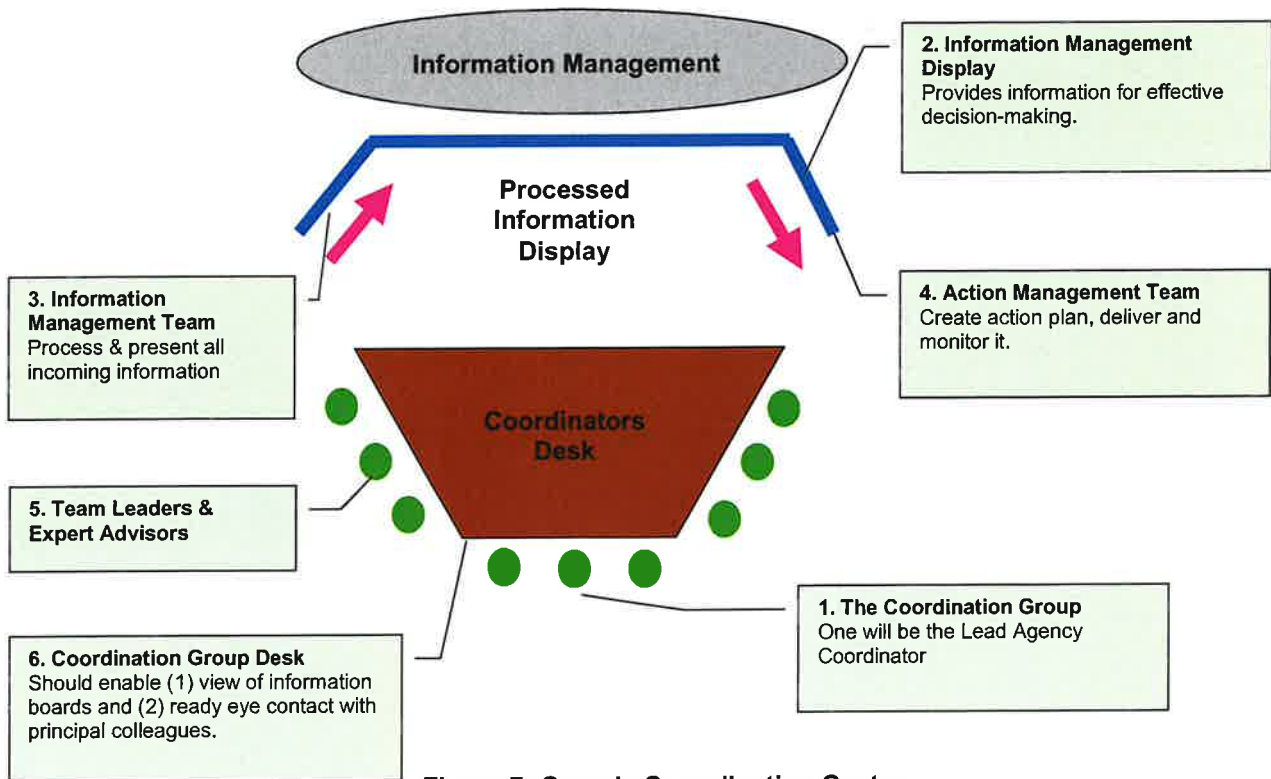 Information Management
2. Information Management
Display
Provides information for effective
decision-making.
Processed
Information
Display
3. Information
Management Team
Process & present all
incoming information
4. Action Management Team
Create action plan, deliver and
monitor it.
Coordinators
Desk
5. Team Leaders &
Expert Advisors
1. The Coordination Group
One will be the Lead Agency
Coordinator
6. Coordination Group Desk
Should enable (1) view of information
boards and (2) ready eye contact with
principal colleagues.